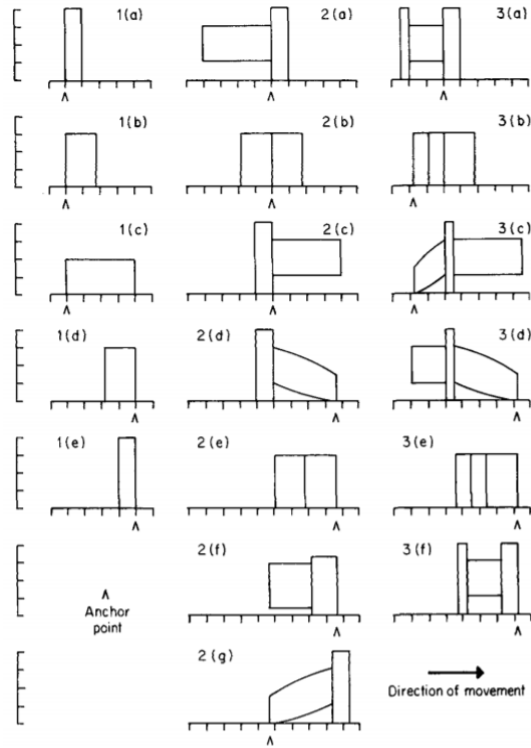 1(a) 2(a) 3(a)
1(b) 2(b) 3(b)
1(c) 2(c) 3(c)
1(d) 2(d) 3(d)
1(e) 2(e) 3(e)
2(f) 3(f)
Anchor
point
2(g)
Direction of movement